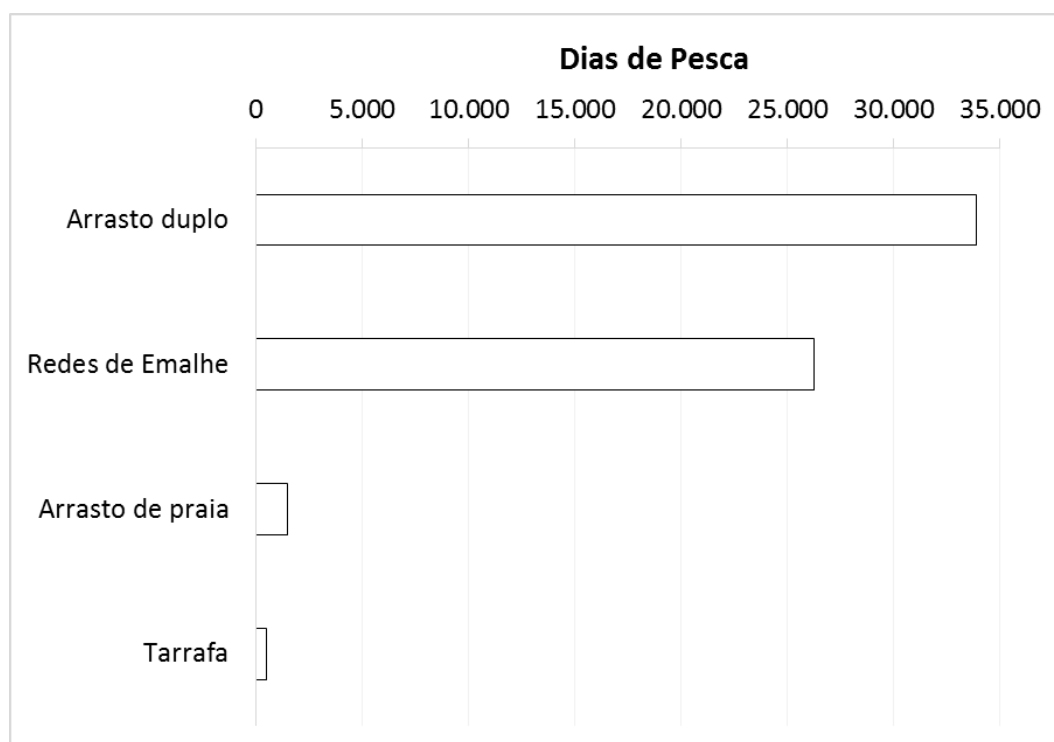 Dias de Pesca
0 5.000 10.000 15.000 20.000 25.000 30.000 35.000
Arrasto duplo
Redes de Emalhe
Arrasto de praia
Tarrafa